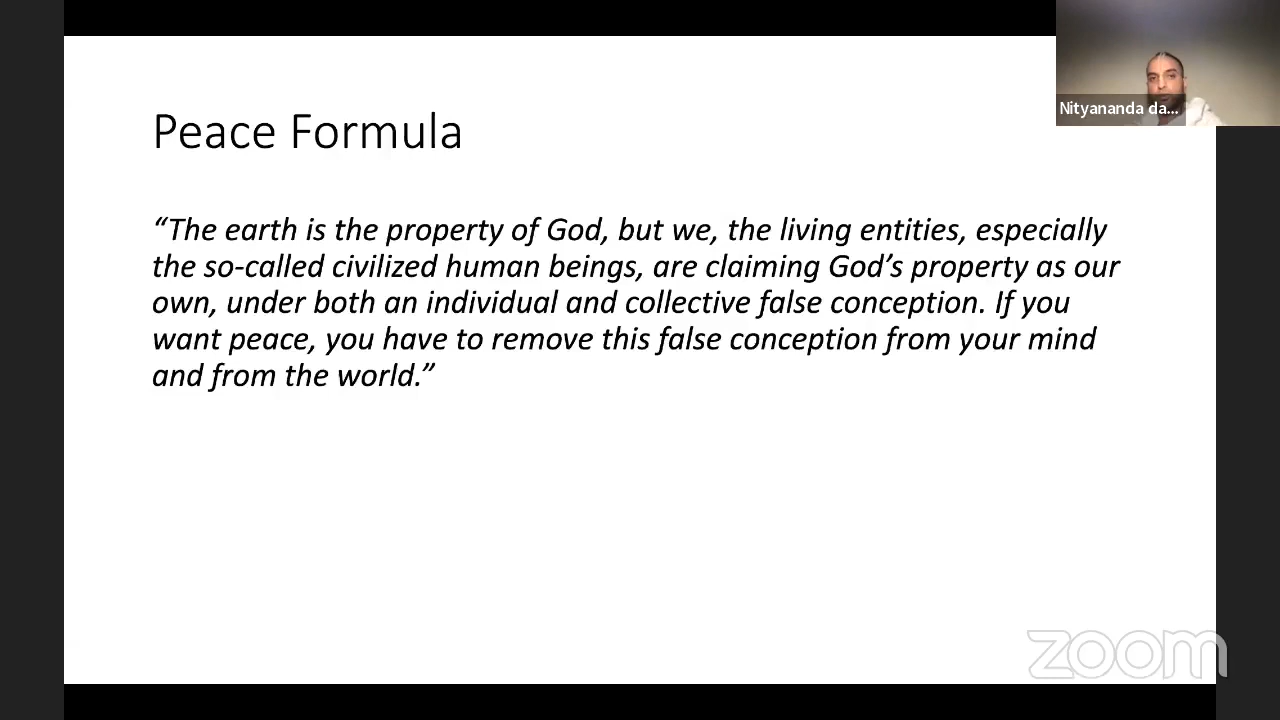 Nityananda da...
Peace Formula
“The earth is the property of God, but we, the living entities, especially
the so-called civilized human beings, are claiming God’s property as our
own, under both an individual and collective false conception. If you
want peace, you have to remove this false conception from your mind
and from the world.”
zoom